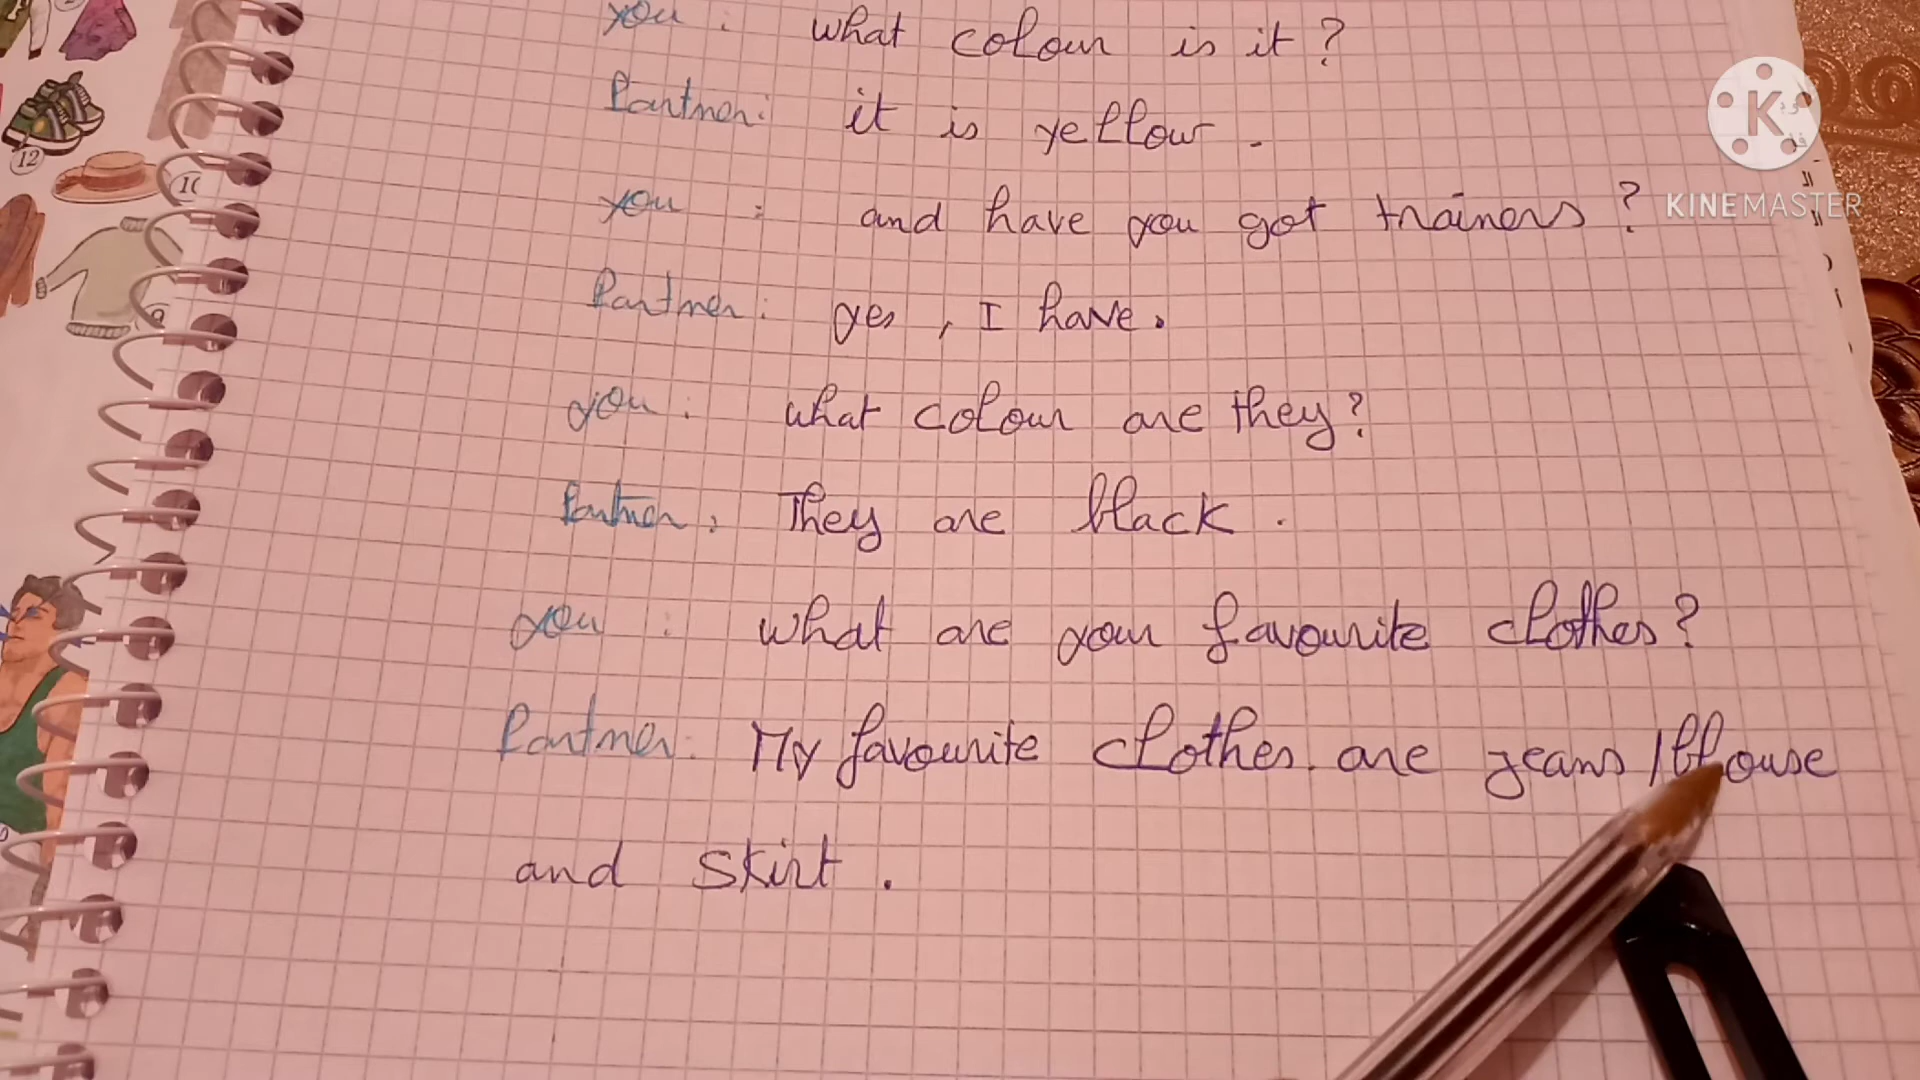 you : what colour is it ?
Partner : it is yellow .
you : and have you got trainers ?
Partner : yes , I have .
you : what colour are they ?
Partner : They are black .
you : what are your favourite clothes ?
Partner : My favourite clothes are jeans / blouse
and skirt .
K
KINEMASTER
12